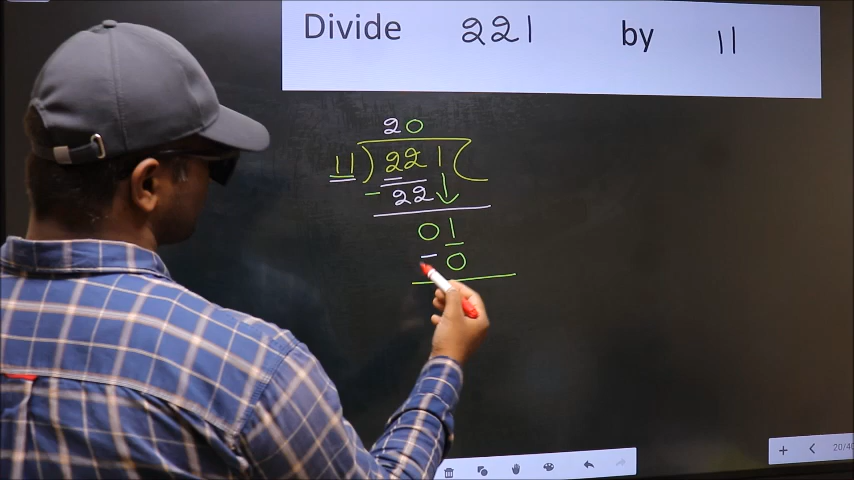 Divide 221 by 11
20
11) 221 (
- 22 ↓
01
- 0
+ < 20/40